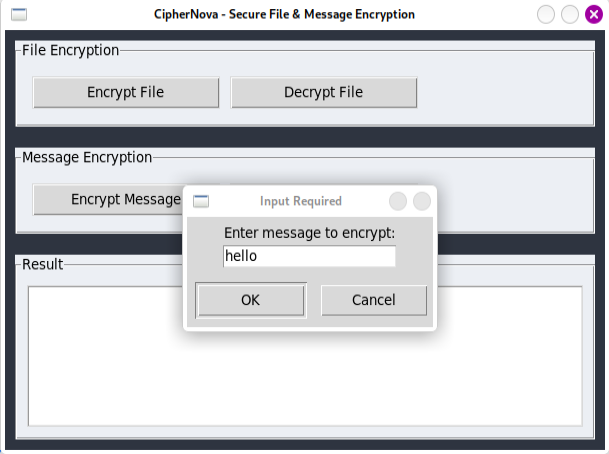 CipherNova - Secure File & Message Encryption
File Encryption
Encrypt File
Decrypt File
Message Encryption
Encrypt Message
Input Required
Enter message to encrypt:
hello
OK
Cancel
Result